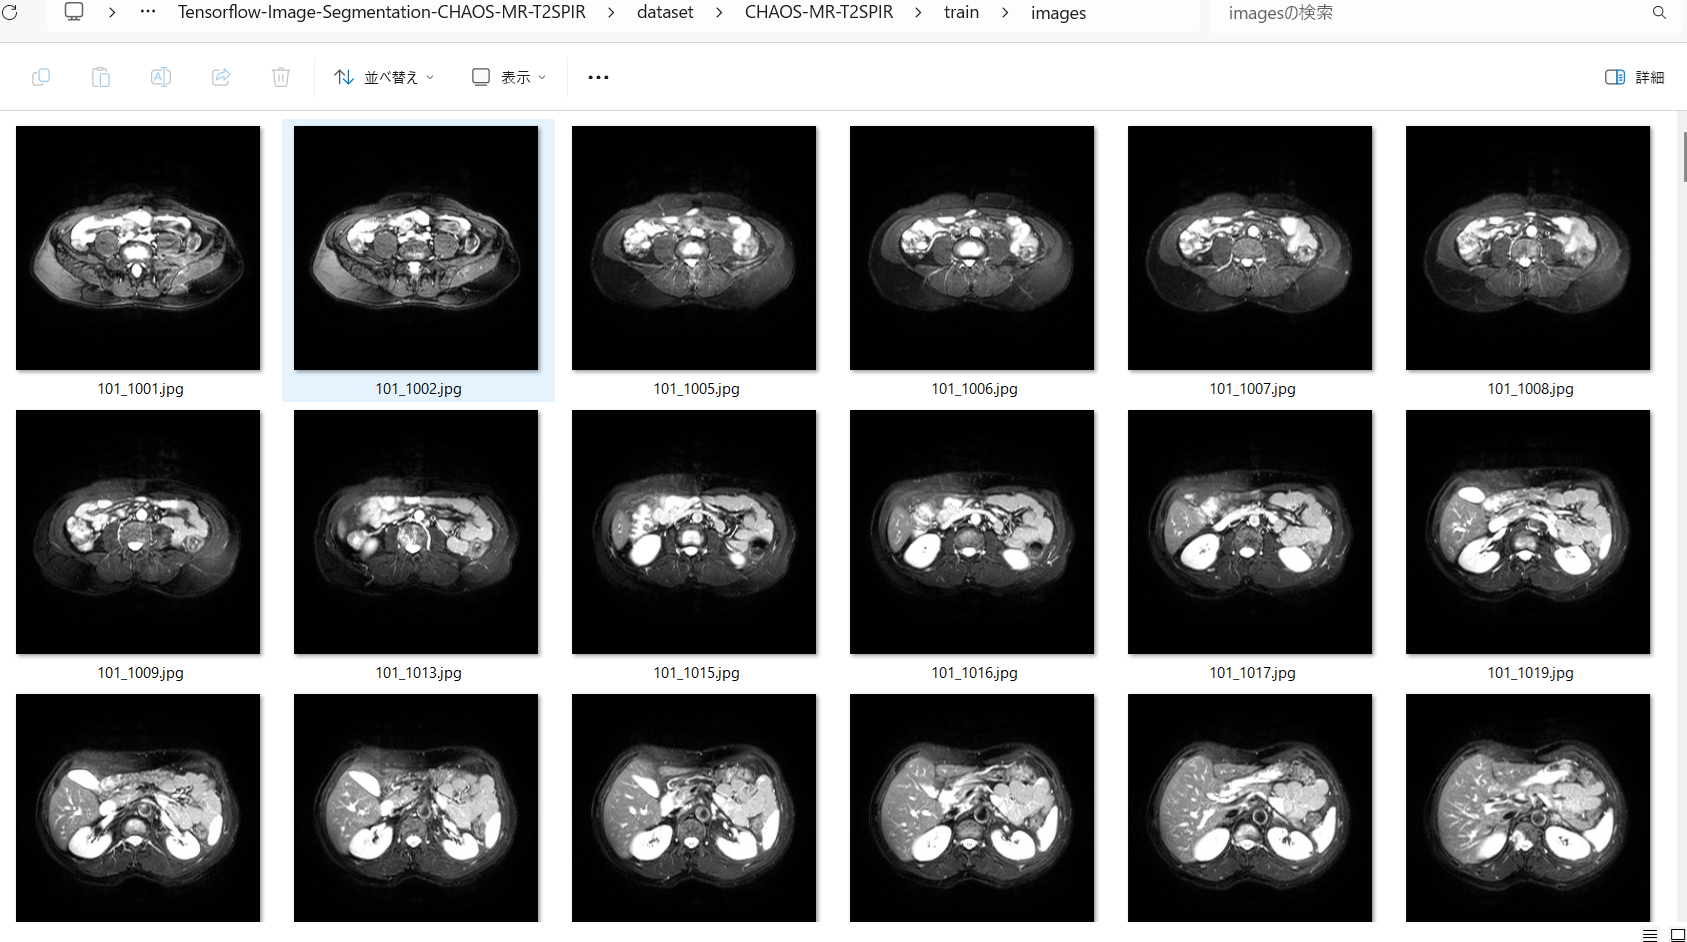 Tensorflow-Image-Segmentation-CHAOS-MR-T2SPIR > dataset > CHAOS-MR-T2SPIR > train > images
imagesの検索
並べ替え
表示
詳細
101_1001.jpg
101_1002.jpg
101_1005.jpg
101_1006.jpg
101_1007.jpg
101_1008.jpg
101_1009.jpg
101_1013.jpg
101_1015.jpg
101_1016.jpg
101_1017.jpg
101_1019.jpg